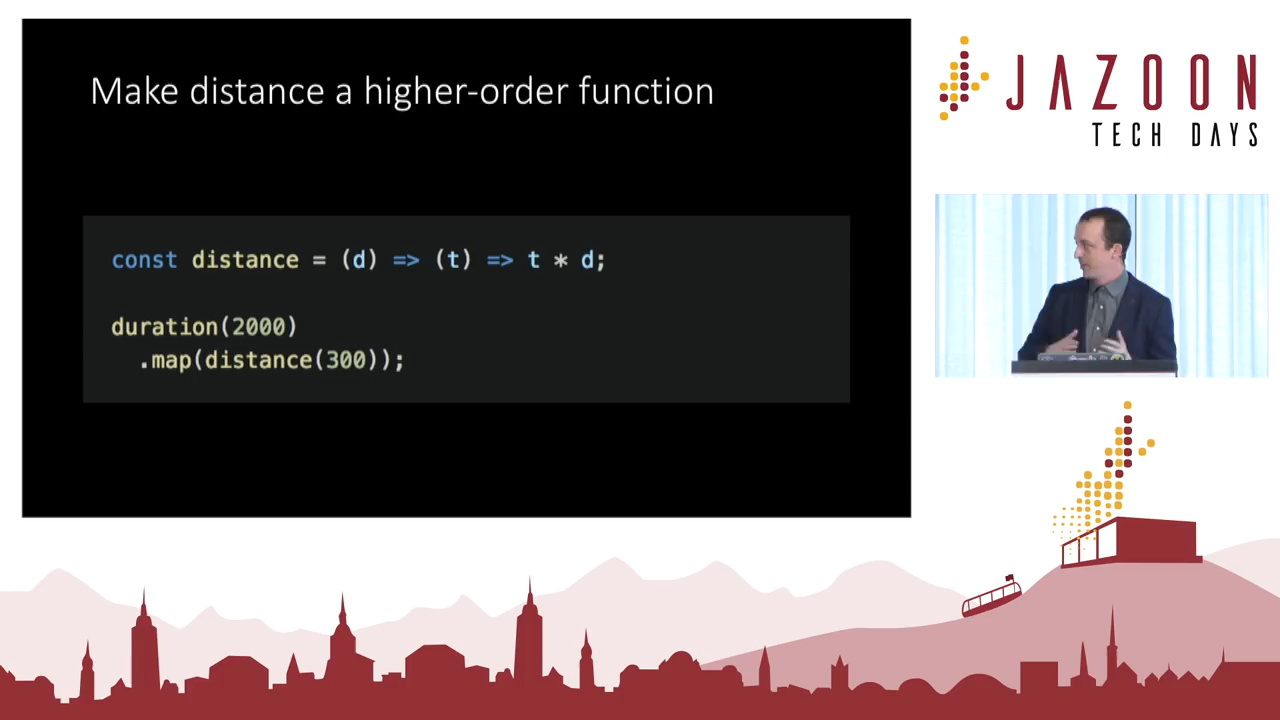 Make distance a higher-order function
const distance = (d) => (t) => t * d;
duration(2000)
.map(distance(300));
JAZOON
TECH DAYS